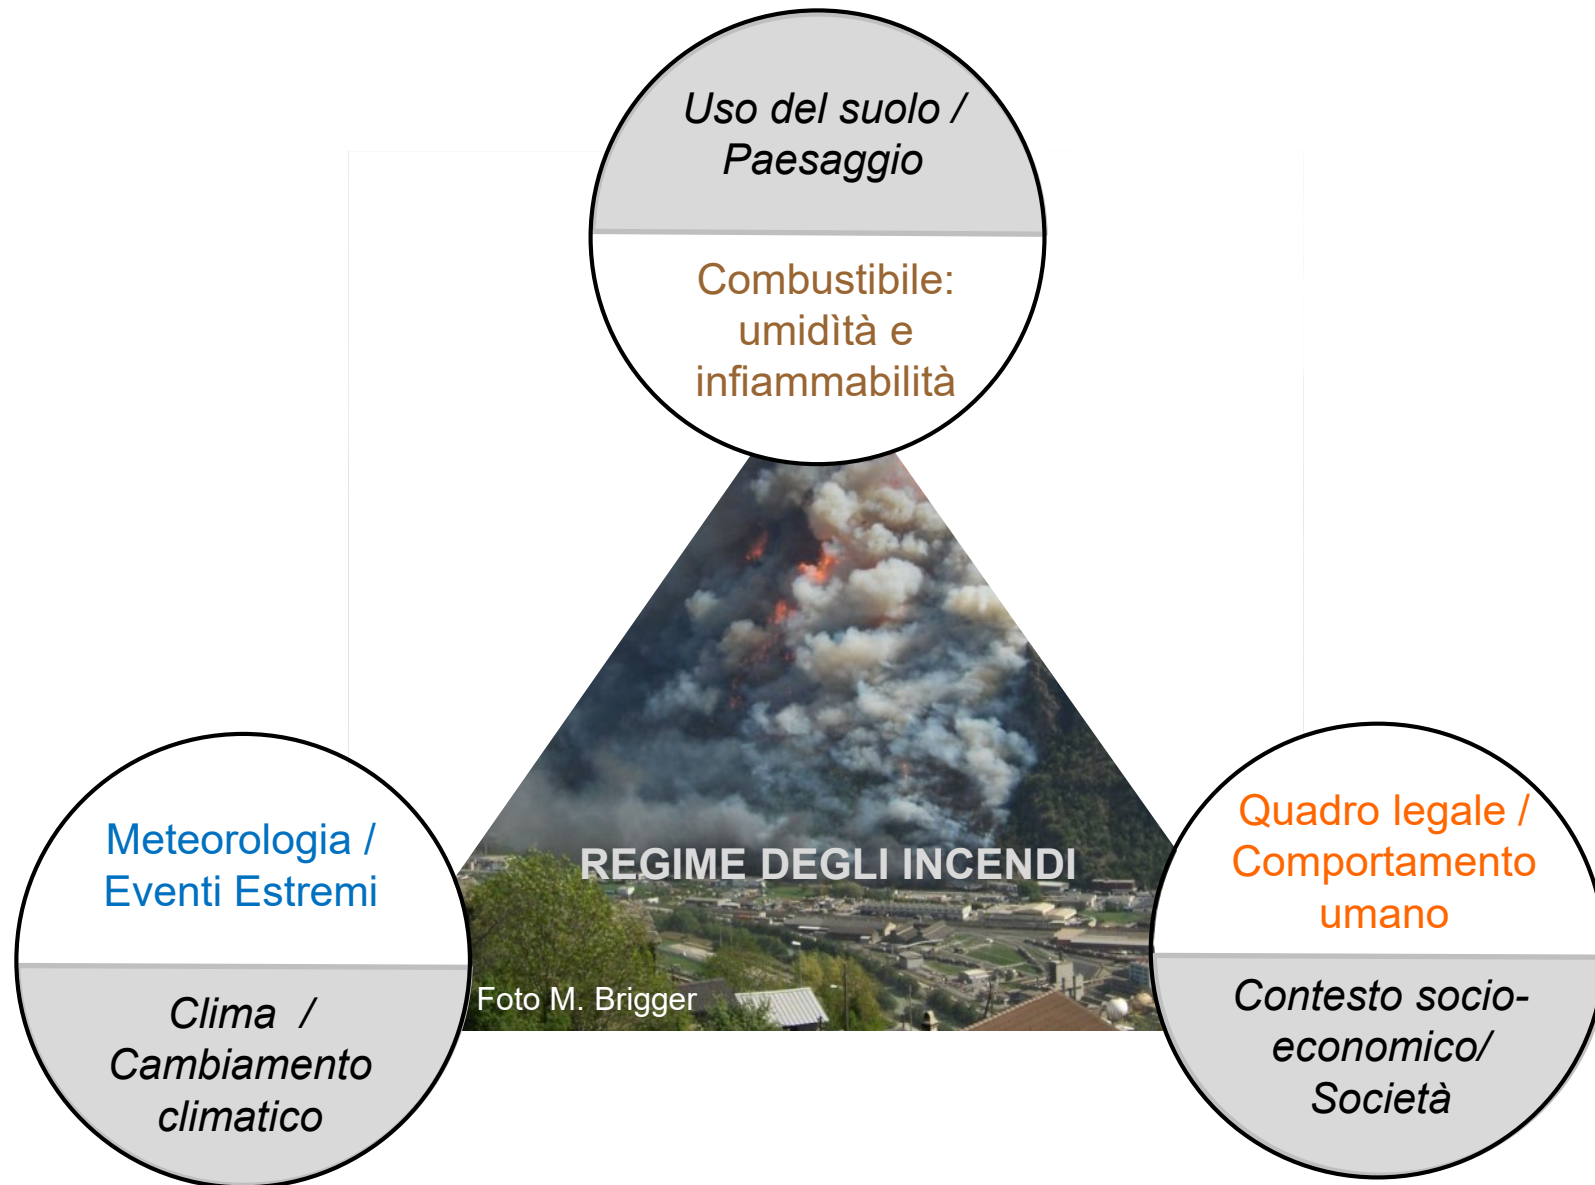 Uso del suolo /
Paesaggio
Combustibile:
umidìtà e
infiammabilità
Meteorologia /
Eventi Estremi
Clima /
Cambiamento
climatico
REGIME DEGLI INCENDI
Foto M. Brigger
Quadro legale /
Comportamento
umano
Contesto socio-
economico/
Società